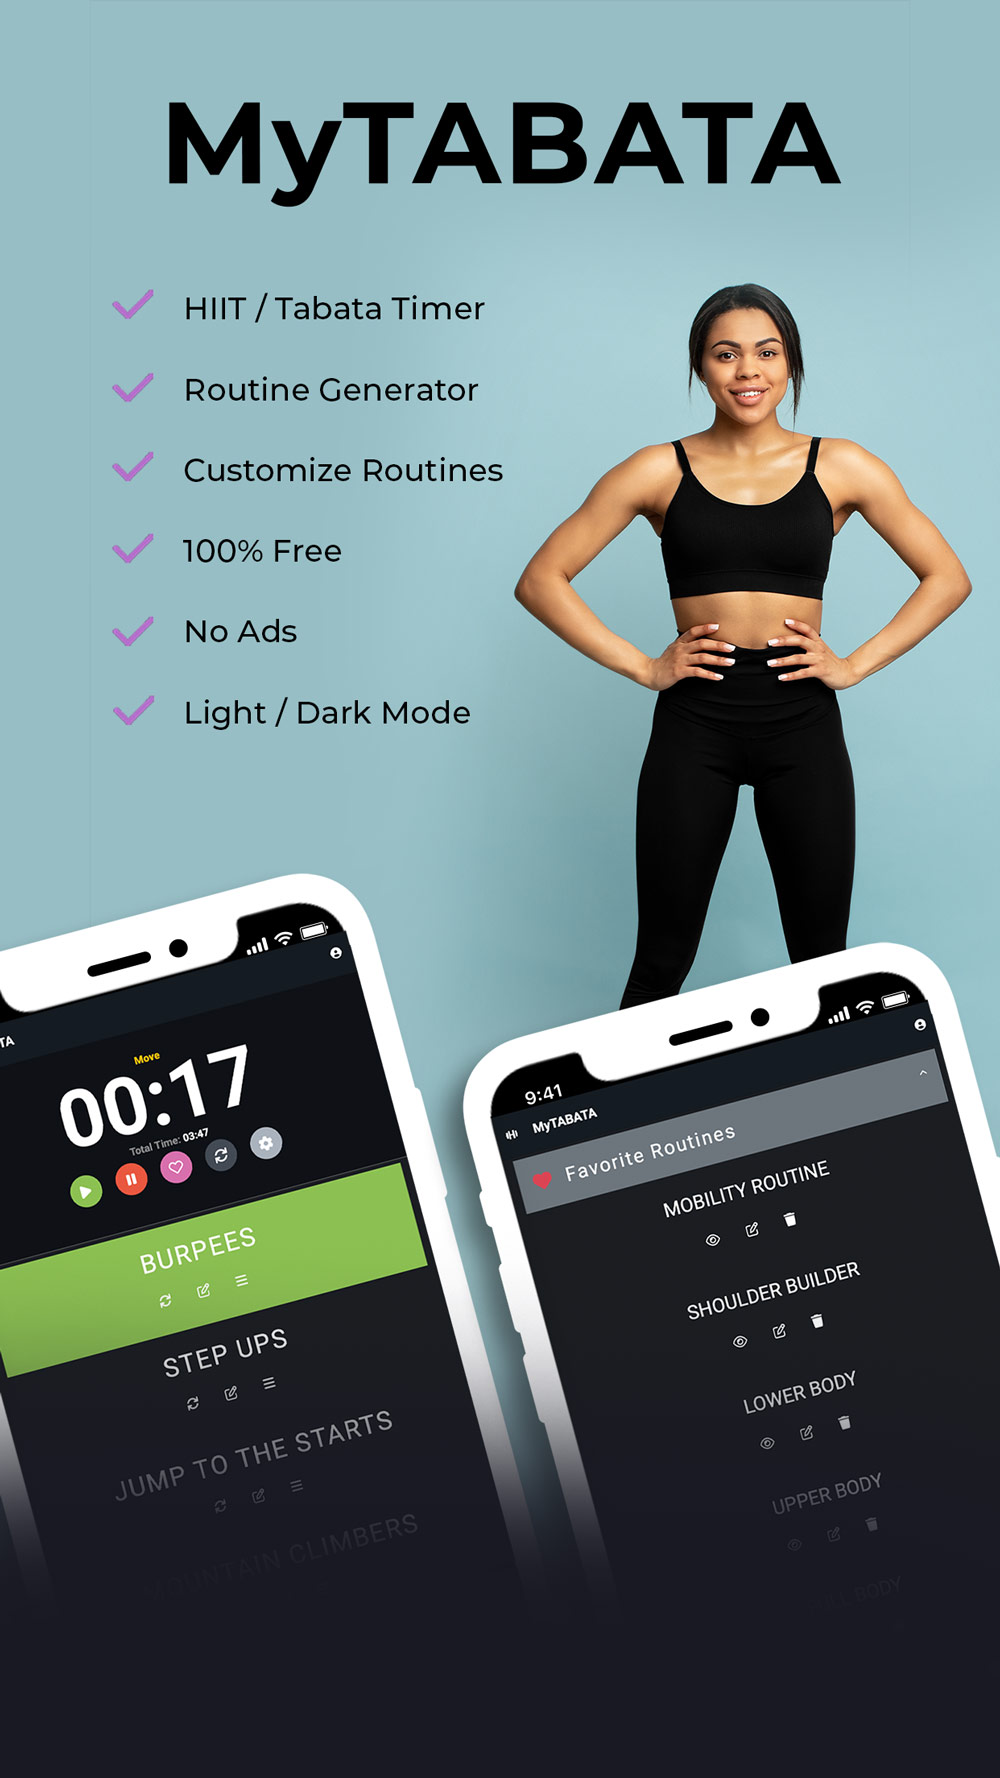 MyTABATA
HIIT / Tabata Timer
Routine Generator
Customize Routines
100% Free
No Ads
Light / Dark Mode
TA
Move
00:17
Total Time: 03:47
BURPEES
STEP UPS
JUMP TO THE STARTS
MOUNTAIN CLIMBERS
9:41
MyTABATA
Favorite Routines
MOBILITY ROUTINE
SHOULDER BUILDER
LOWER BODY
UPPER BODY
FULL BODY